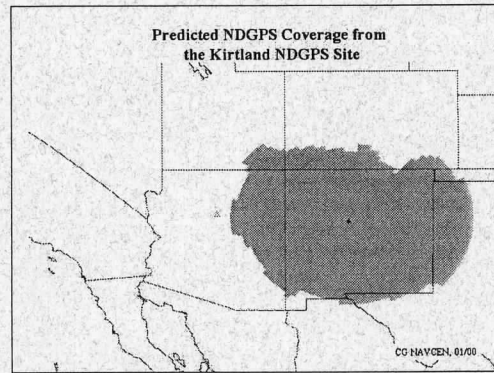 Predicted NDGPS Coverage from
the Kirtland NDGPS Site
CG NAVCEN, 01/00